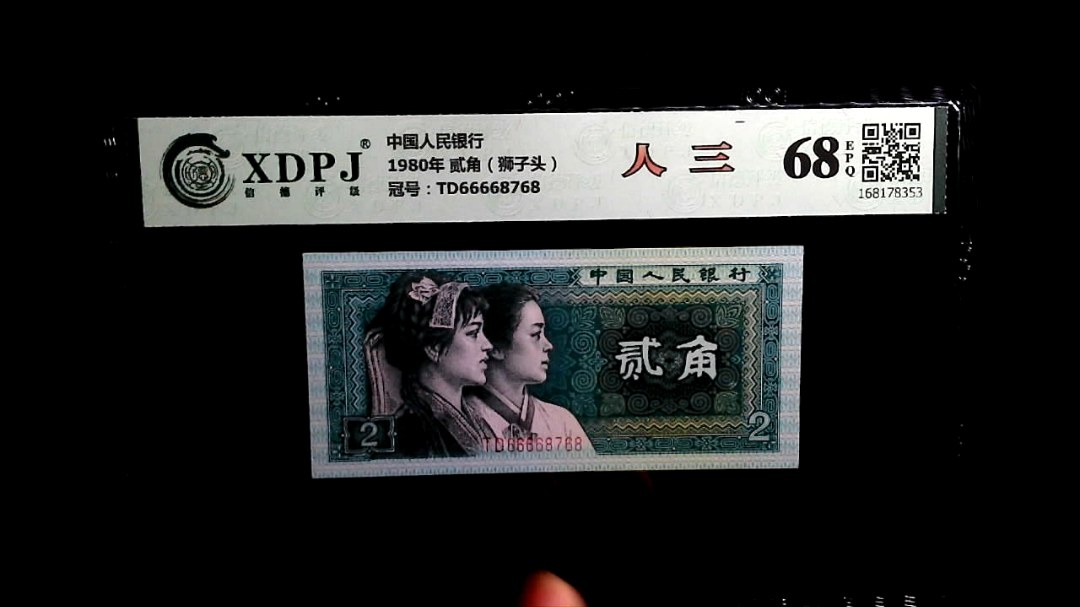 XDPJ®
信德评级
中国人民银行
1980年 贰角（狮子头）
冠号：TD66668768
人三
68
EPQ
168178353
中国人民银行
贰角
2
2
TD66668768